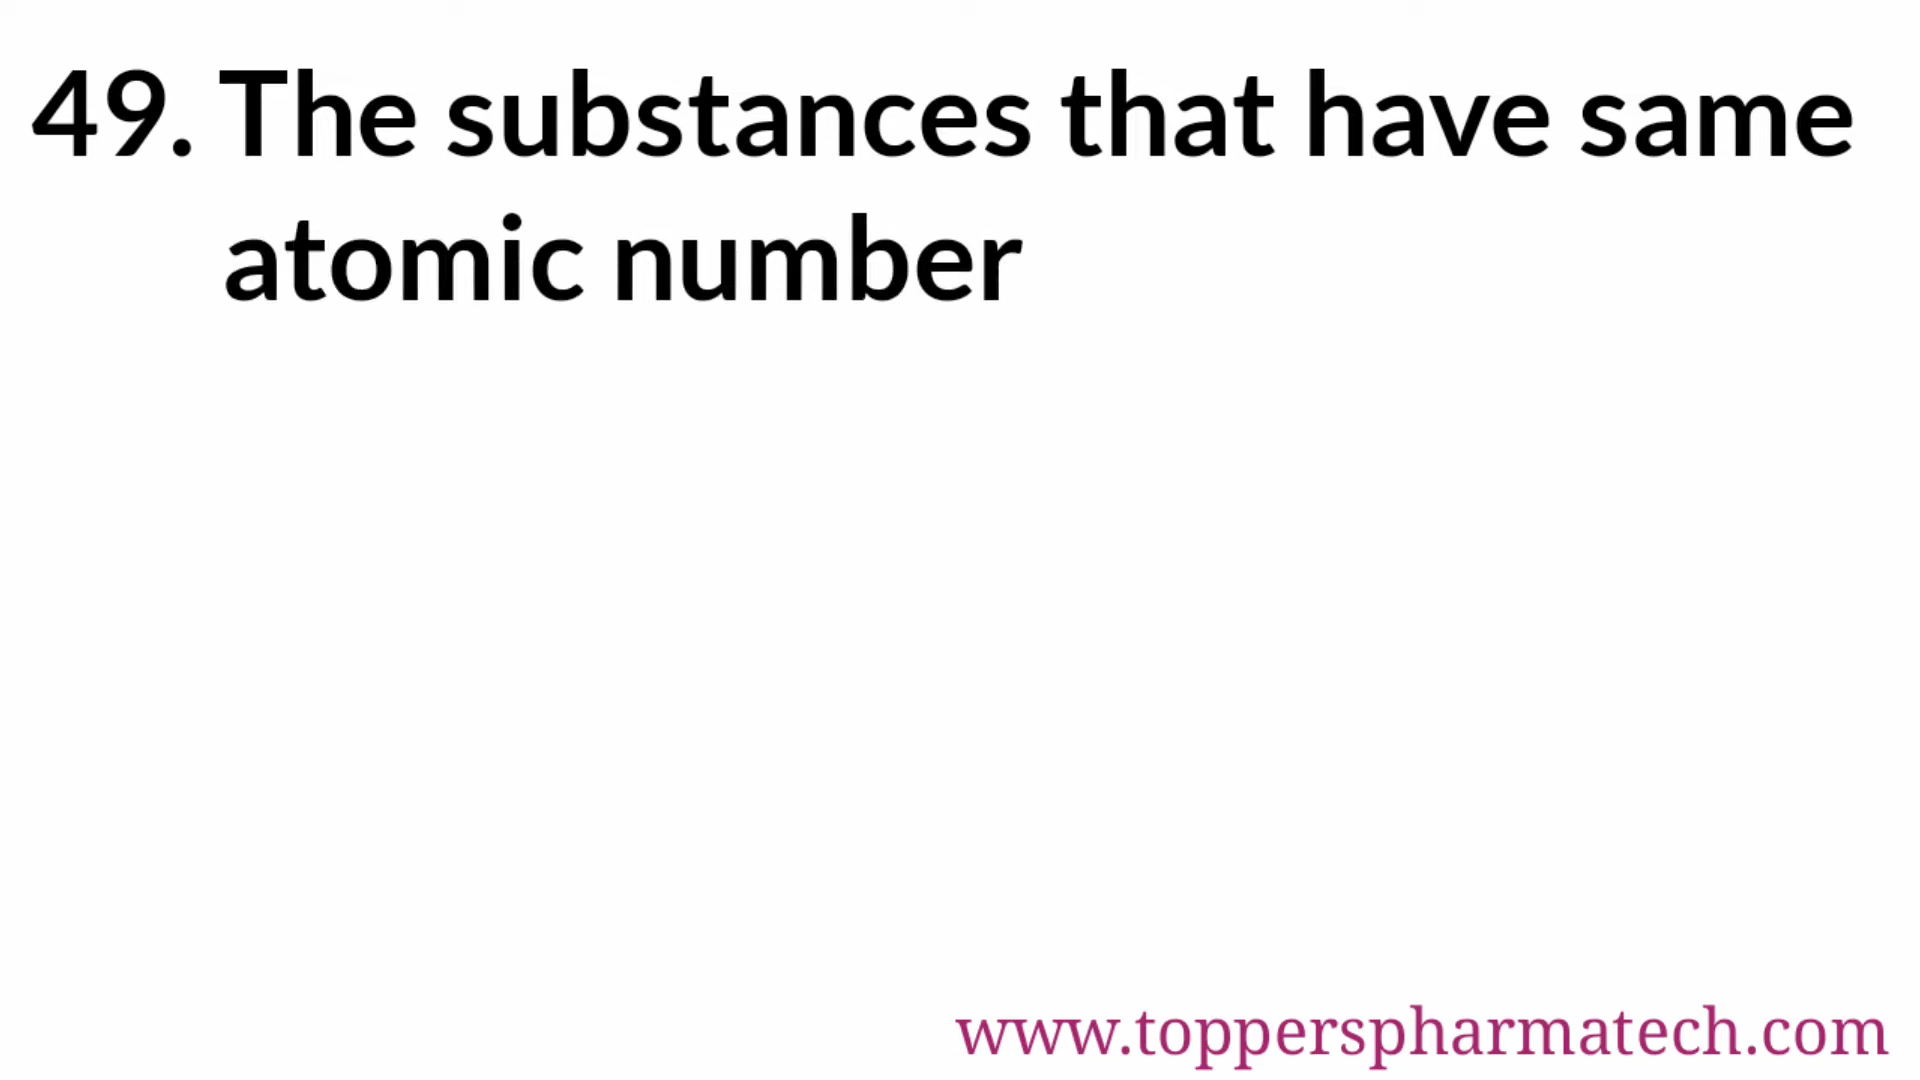 49. The substances that have same
atomic number
www.topperspharmatech.com